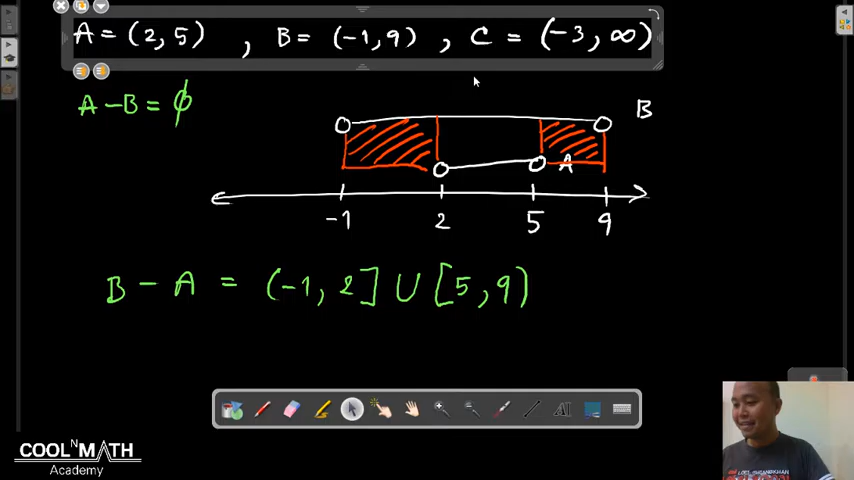 A = (2, 5) , B = (-1, 9) , C = (-3, ∞)
A - B = ϕ
B
A
-1 2 5 9
B - A = (-1, 2] ∪ [5, 9)
COOL N MATH
Academy